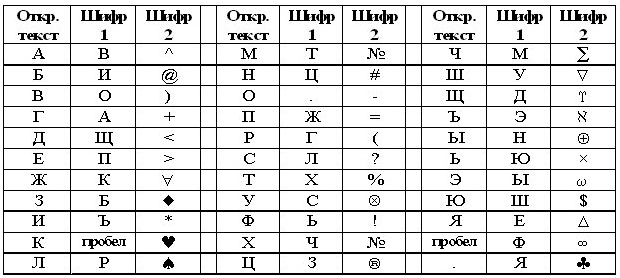 Откр. текст Шифр 1 Шифр 2 Откр. текст Шифр 1 Шифр 2 Откр. текст Шифр 1 Шифр 2
А В ^ М Т № Ч М ∑
Б И @ Н Ц # Ш У ▽
В О ) О . - Щ Д ϒ
Г А + П Ж = Ъ Э ℵ
Д Щ < Р Г ( Ы Н ⊕
Е П > С Л ? Ь Ю ×
Ж К ∀ Т Х % Э Ы ω
З Б ♦ У С ⊗ Ю Ш $
И Ъ * Ф Ь ! Я Е △
К пробел ♥ Х Ч № пробел Ф ∞
Л Р ♠ Ц З ® . Я ♣